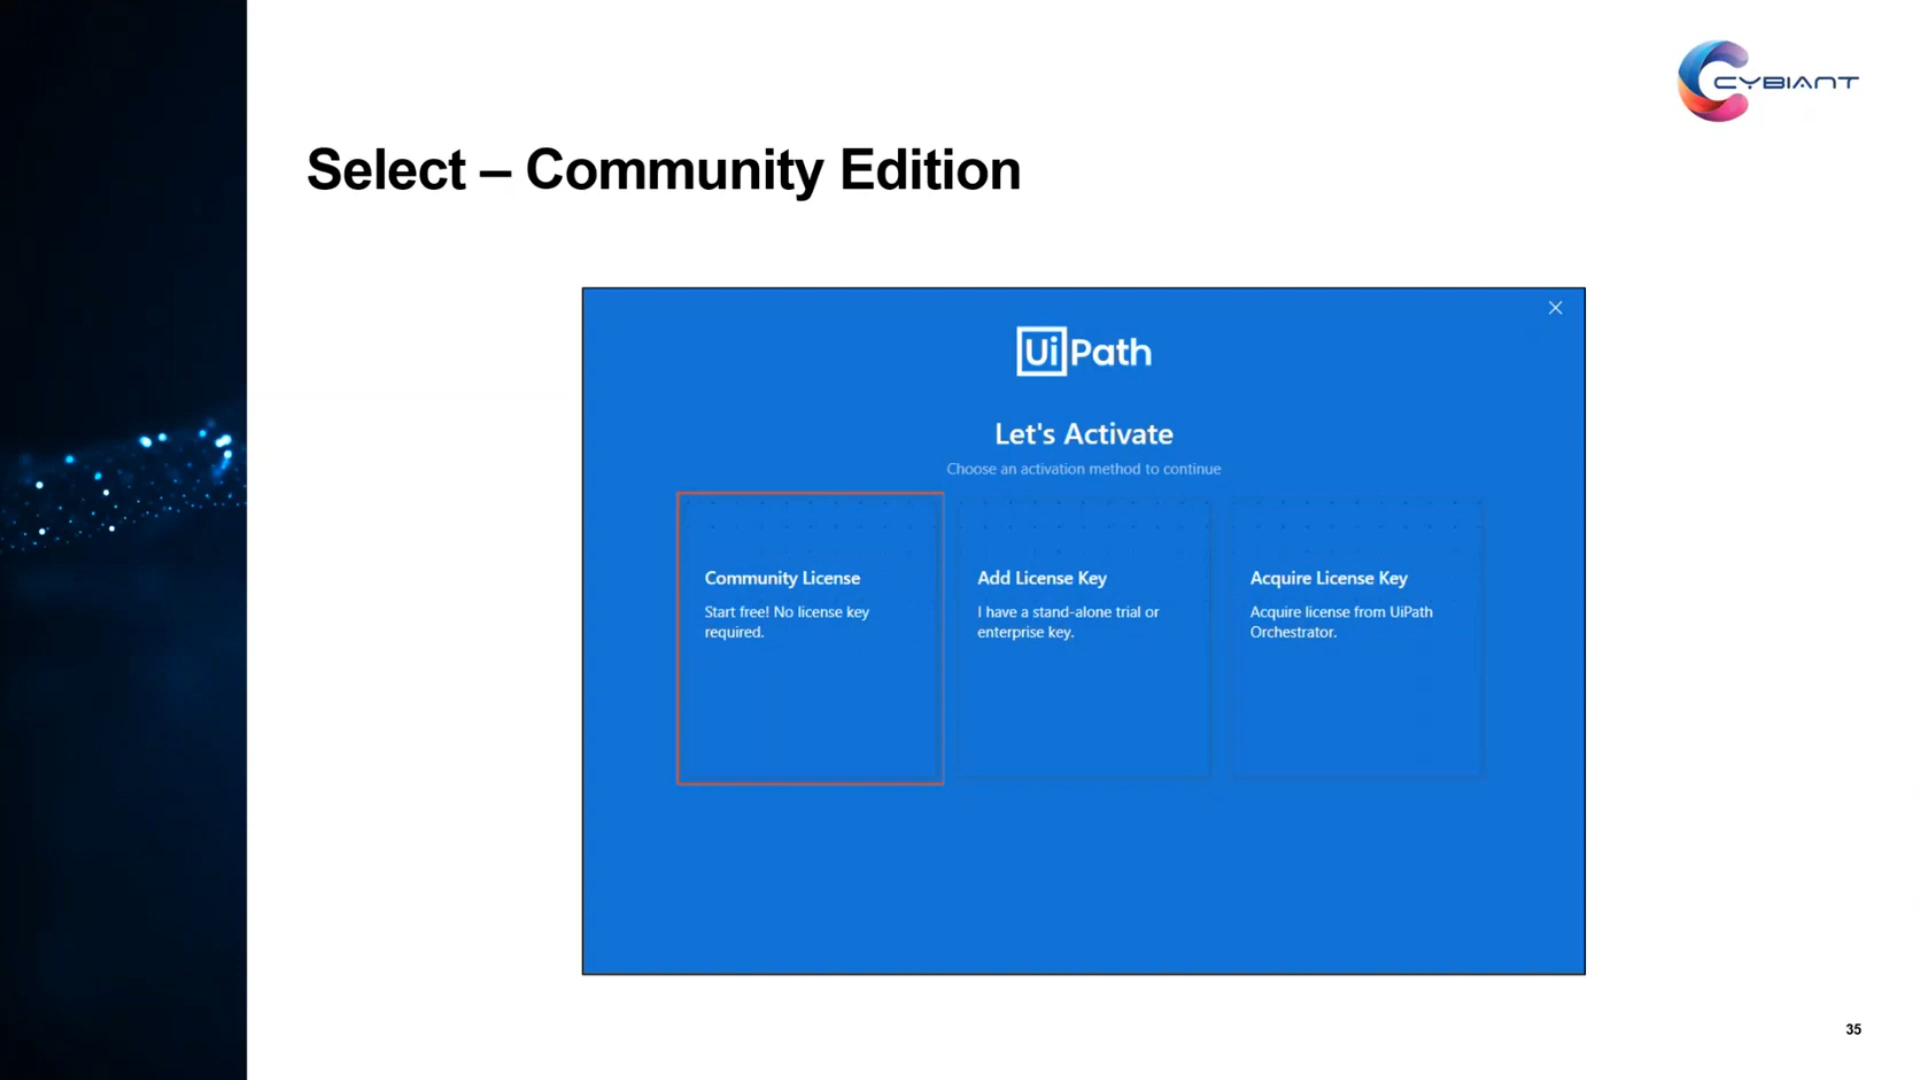 CYBIANT
Select – Community Edition
UiPath
Let's Activate
Choose an activation method to continue
Community License
Start free! No license key
required.
Add License Key
I have a stand-alone trial or
enterprise key.
Acquire License Key
Acquire license from UiPath
Orchestrator.
35